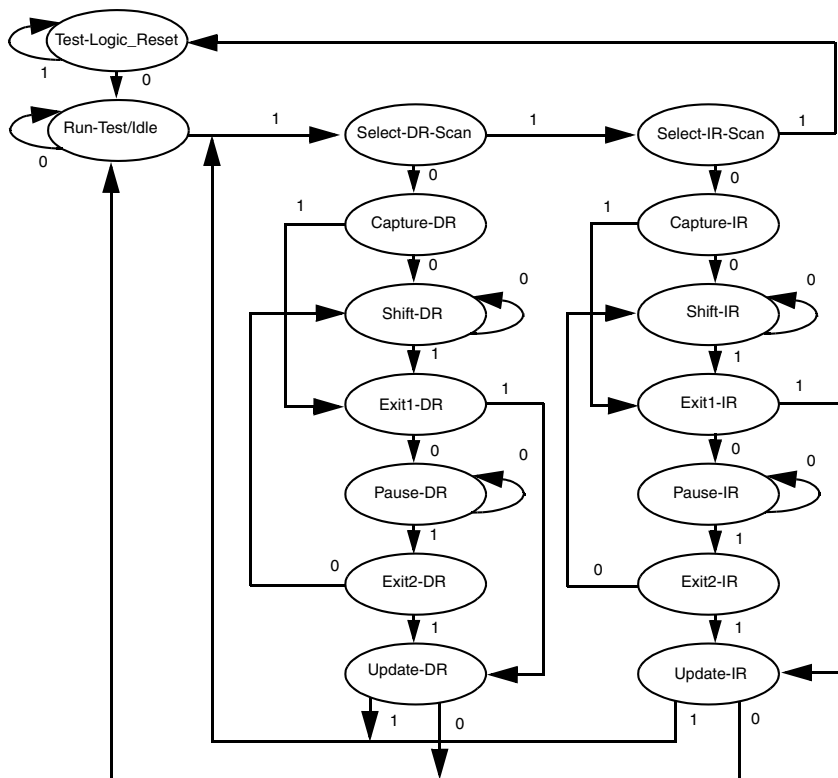 Test-Logic_Reset
1
0
Run-Test/Idle
0
1
Select-DR-Scan
1
Select-IR-Scan
1
0
0
1
Capture-DR
1
Capture-IR
0
0
0
0
Shift-DR
Shift-IR
1
1
Exit1-DR
1
Exit1-IR
1
0
0
0
0
Pause-DR
Pause-IR
1
1
0
Exit2-DR
0
Exit2-IR
1
1
Update-DR
Update-IR
1
0
1
0